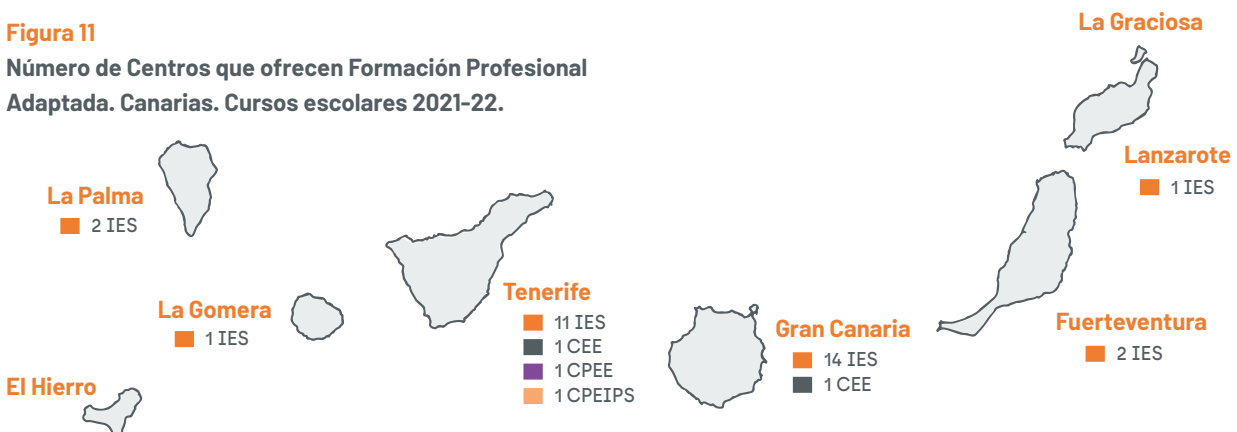 Figura 11
Número de Centros que ofrecen Formación Profesional
Adaptada. Canarias. Cursos escolares 2021-22.
La Graciosa
Lanzarote
1 IES
La Palma
2 IES
Tenerife
11 IES
1 CEE
1 CPEE
1 CPEIPS
La Gomera
1 IES
Gran Canaria
14 IES
1 CEE
Fuerteventura
2 IES
El Hierro